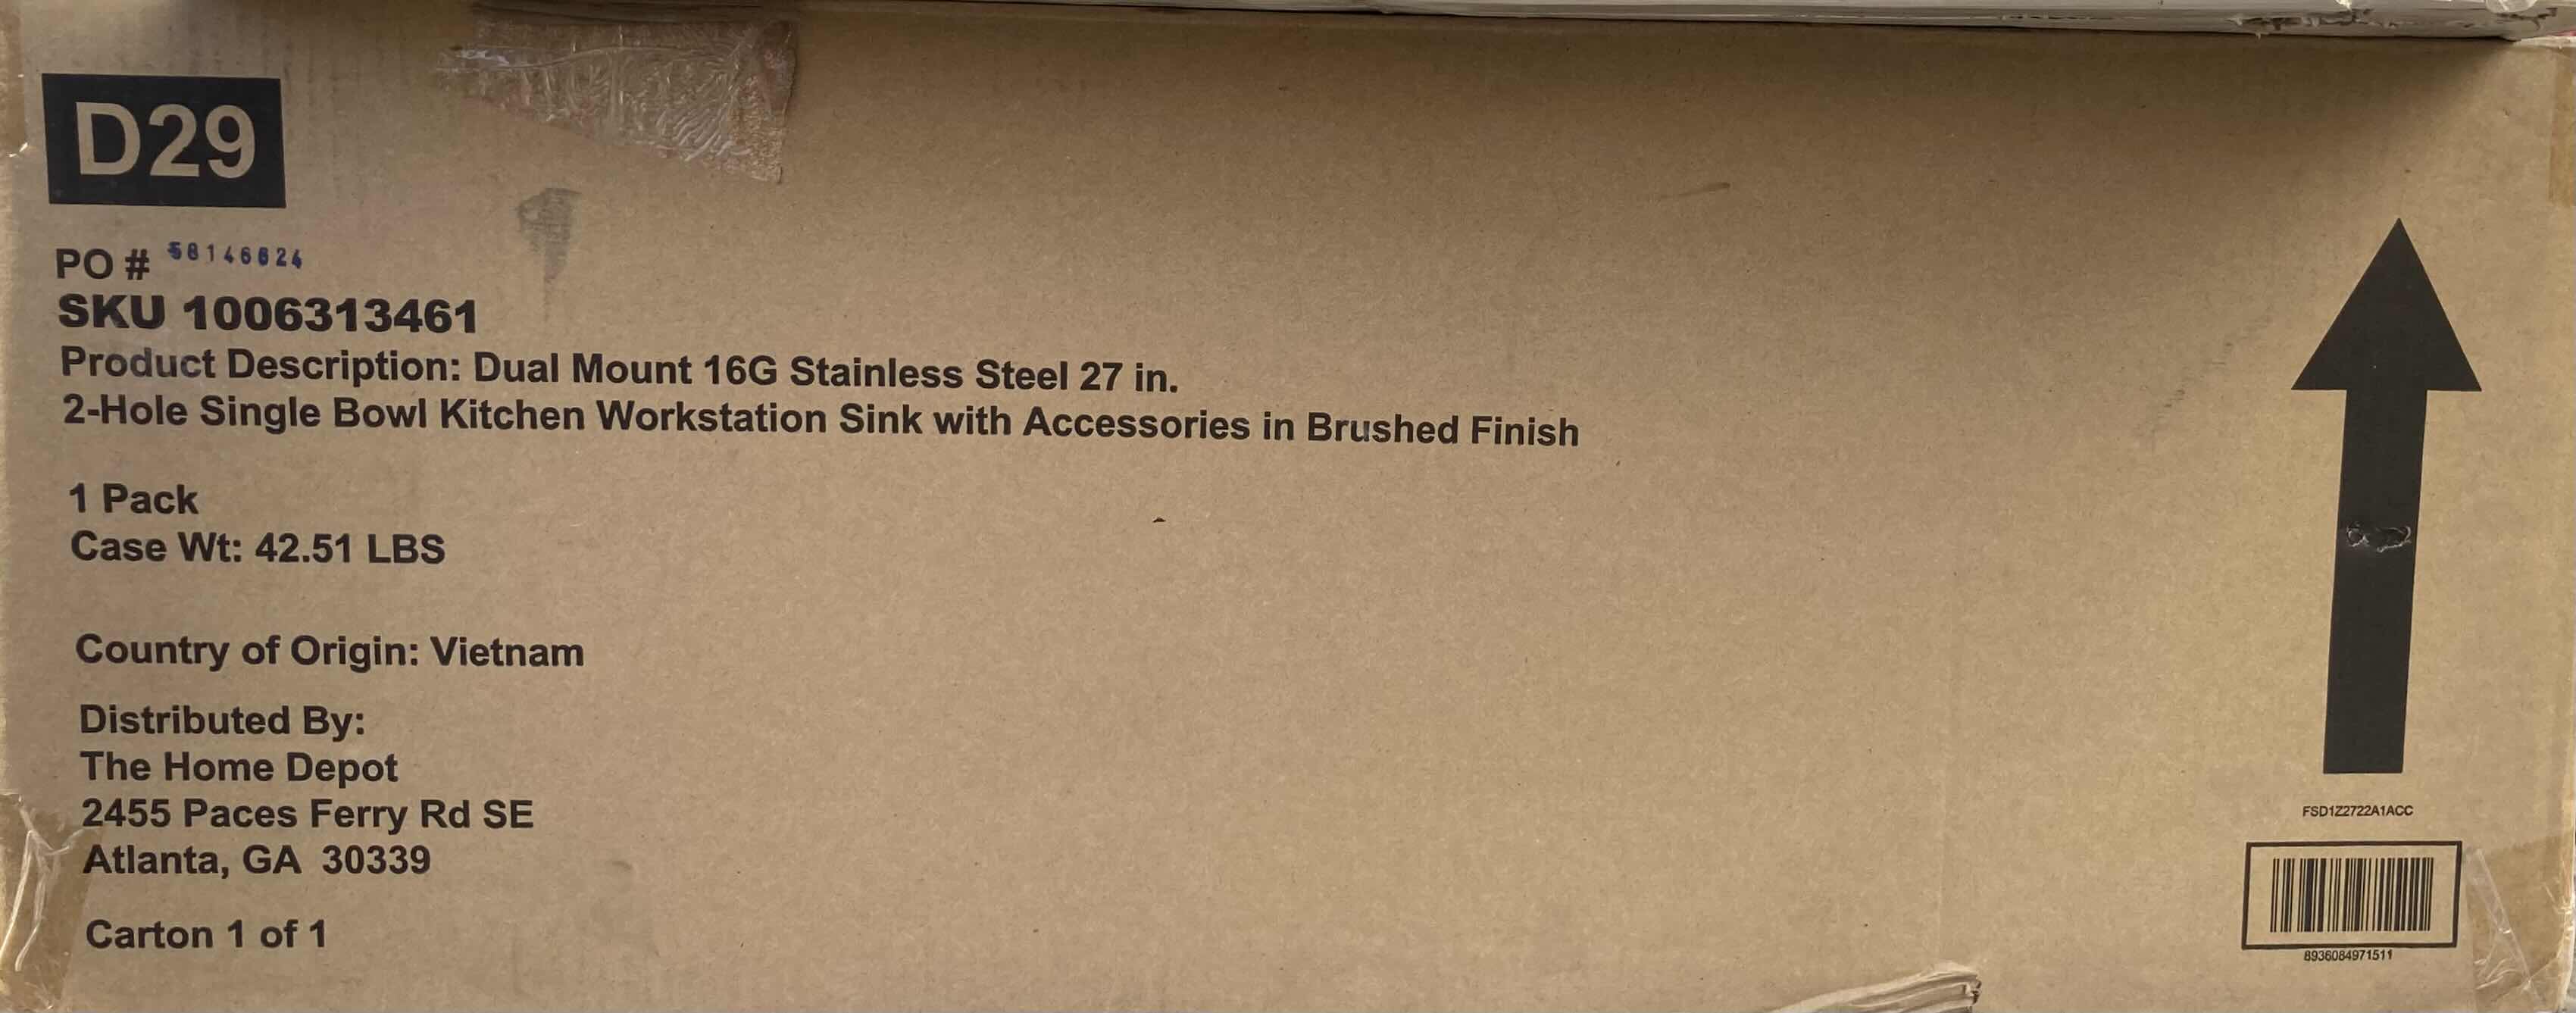 D29
PO # 58146624
SKU 1006313461
Product Description: Dual Mount 16G Stainless Steel 27 in.
2-Hole Single Bowl Kitchen Workstation Sink with Accessories in Brushed Finish
1 Pack
Case Wt: 42.51 LBS
Country of Origin: Vietnam
Distributed By:
The Home Depot
2455 Paces Ferry Rd SE
Atlanta, GA 30339
Carton 1 of 1
FSD1Z2722A1ACC
8936084971511